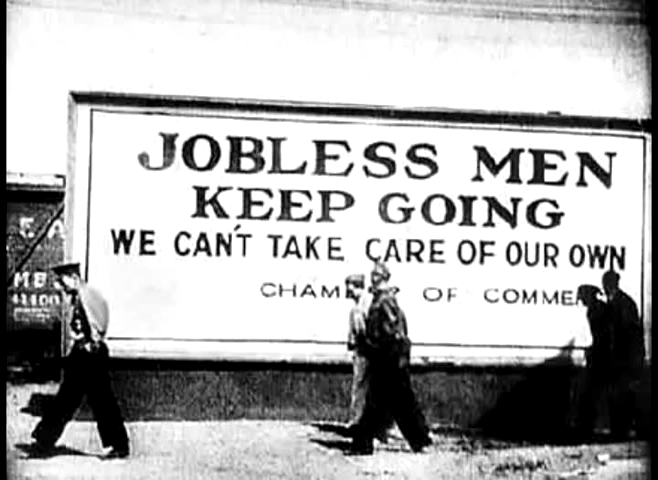 JOBLESS MEN
KEEP GOING
WE CAN'T TAKE CARE OF OUR OWN
OF